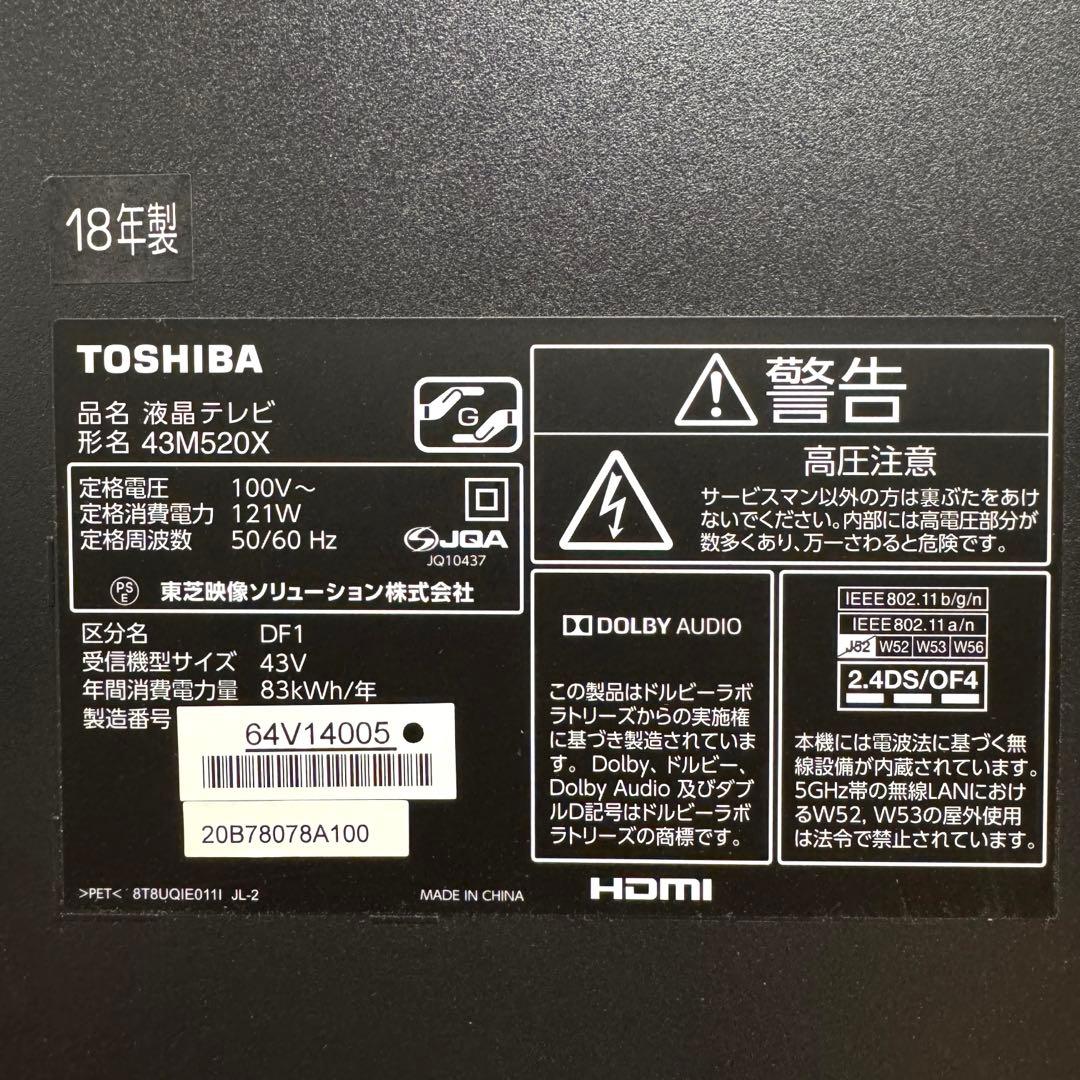 18年製
TOSHIBA
品名 液晶テレビ
形名 43M520X
G
定格電圧 100V～
定格消費電力 121W
定格周波数 50/60 Hz
JQA
JQ10437
PS
E
東芝映像ソリューション株式会社
区分名 DF1
受信機型サイズ 43V
年間消費電力量 83kWh/年
製造番号
64V14005
20B78078A100
>PET< 8T8UQIE011I JL-2
MADE IN CHINA
警告
高圧注意
サービスマン以外の方は裏ぶたをあけ
ないでください。内部には高電圧部分が
数多くあり、万一さわると危険です。
DOLBY AUDIO
この製品はドルビーラボ
ラトリーズからの実施権
に基づき製造されていま
す。Dolby、ドルビー、
Dolby Audio 及びダブ
ルD記号はドルビーラボ
ラトリーズの商標です。
IEEE802.11b/g/n
IEEE802.11a/n
J52 W52 W53 W56
2.4DS/OF4
本機には電波法に基づく無
線設備が内蔵されています。
5GHz帯の無線LANにおけ
るW52, W53の屋外使用
は法令で禁止されています。
HDMI